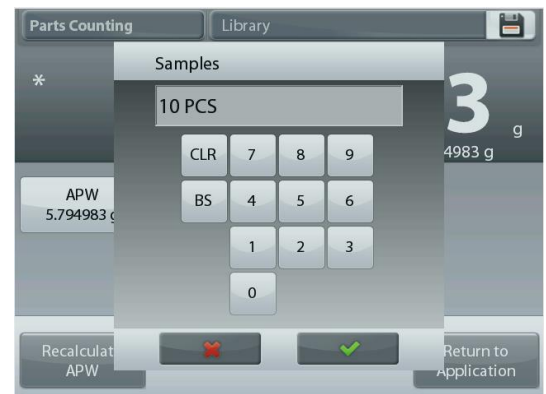 Parts Counting
Library
Samples
*
10 PCS
3
g
4983 g
CLR 7 8 9
APW
5.794983 g
BS 4 5 6
1 2 3
0
Recalculat
APW
Return to
Application